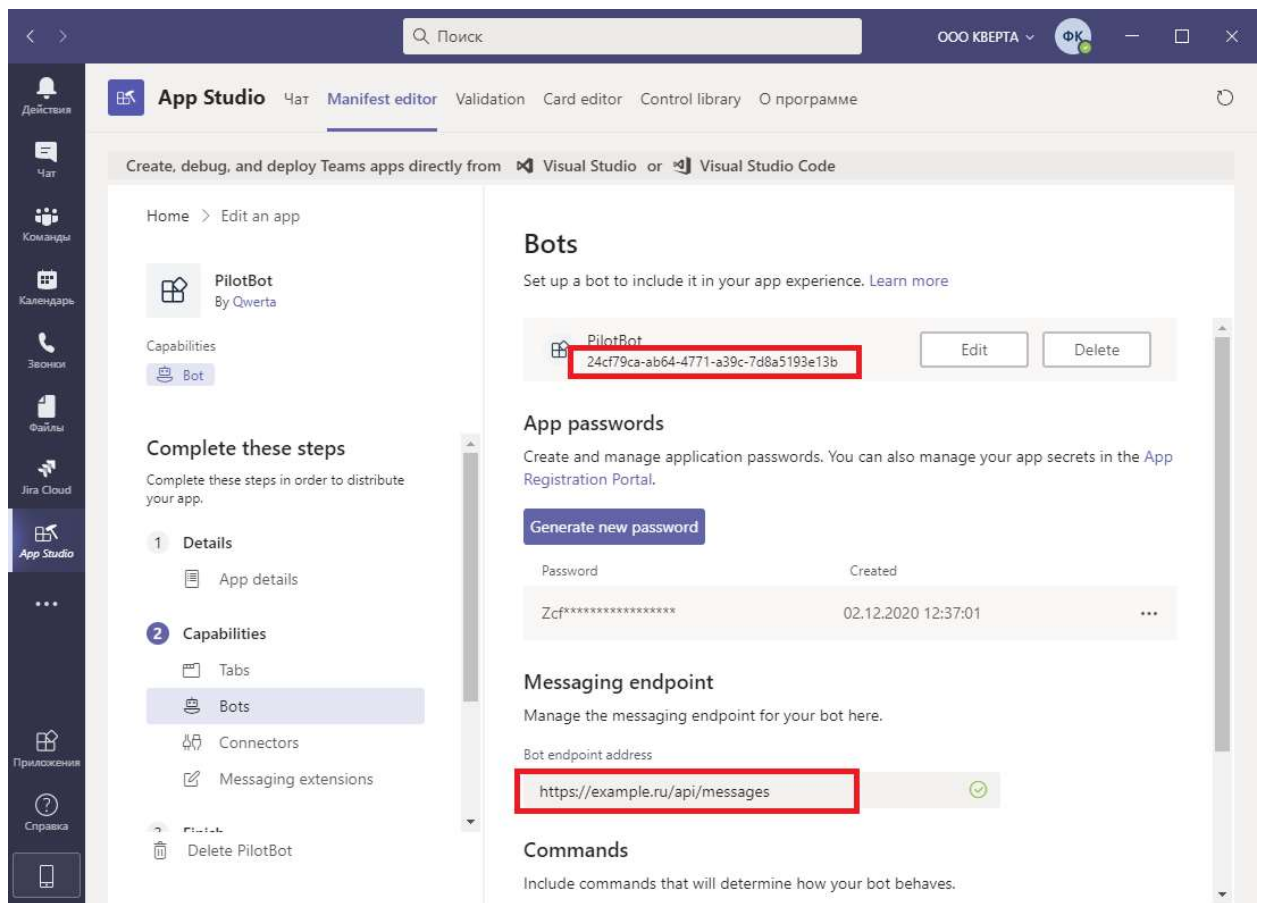 Поиск
ООО КВЕРТА
ФК
Действия
Чат
Команды
Календарь
Звонки
Файлы
Jira Cloud
App Studio
Приложения
Справка
App Studio Чат Manifest editor Validation Card editor Control library О программе
Create, debug, and deploy Teams apps directly from Visual Studio or Visual Studio Code
Home > Edit an app
PilotBot
By Qwerta
Capabilities
Bot
Complete these steps
Complete these steps in order to distribute
your app.
1 Details
App details
2 Capabilities
Tabs
Bots
Connectors
Messaging extensions
Delete PilotBot
Bots
Set up a bot to include it in your app experience. Learn more
PilotBot
24cf79ca-ab64-4771-a39c-7d8a5193e13b
Edit
Delete
App passwords
Create and manage application passwords. You can also manage your app secrets in the App
Registration Portal.
Generate new password
Password Created
Zcf***************** 02.12.2020 12:37:01
Messaging endpoint
Manage the messaging endpoint for your bot here.
Bot endpoint address
https://example.ru/api/messages
Commands
Include commands that will determine how your bot behaves.